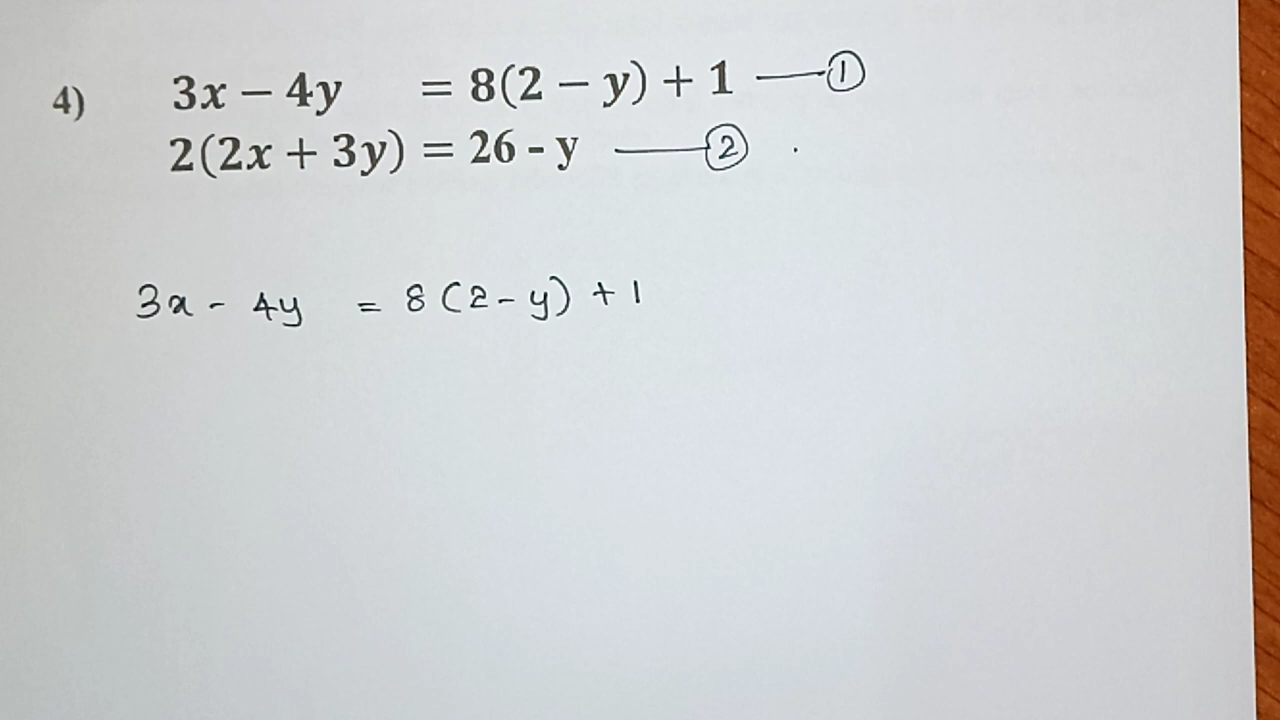 4) 3x − 4y = 8(2 − y) + 1 —①
2(2x + 3y) = 26 - y —②
3x - 4y = 8(2-y) + 1